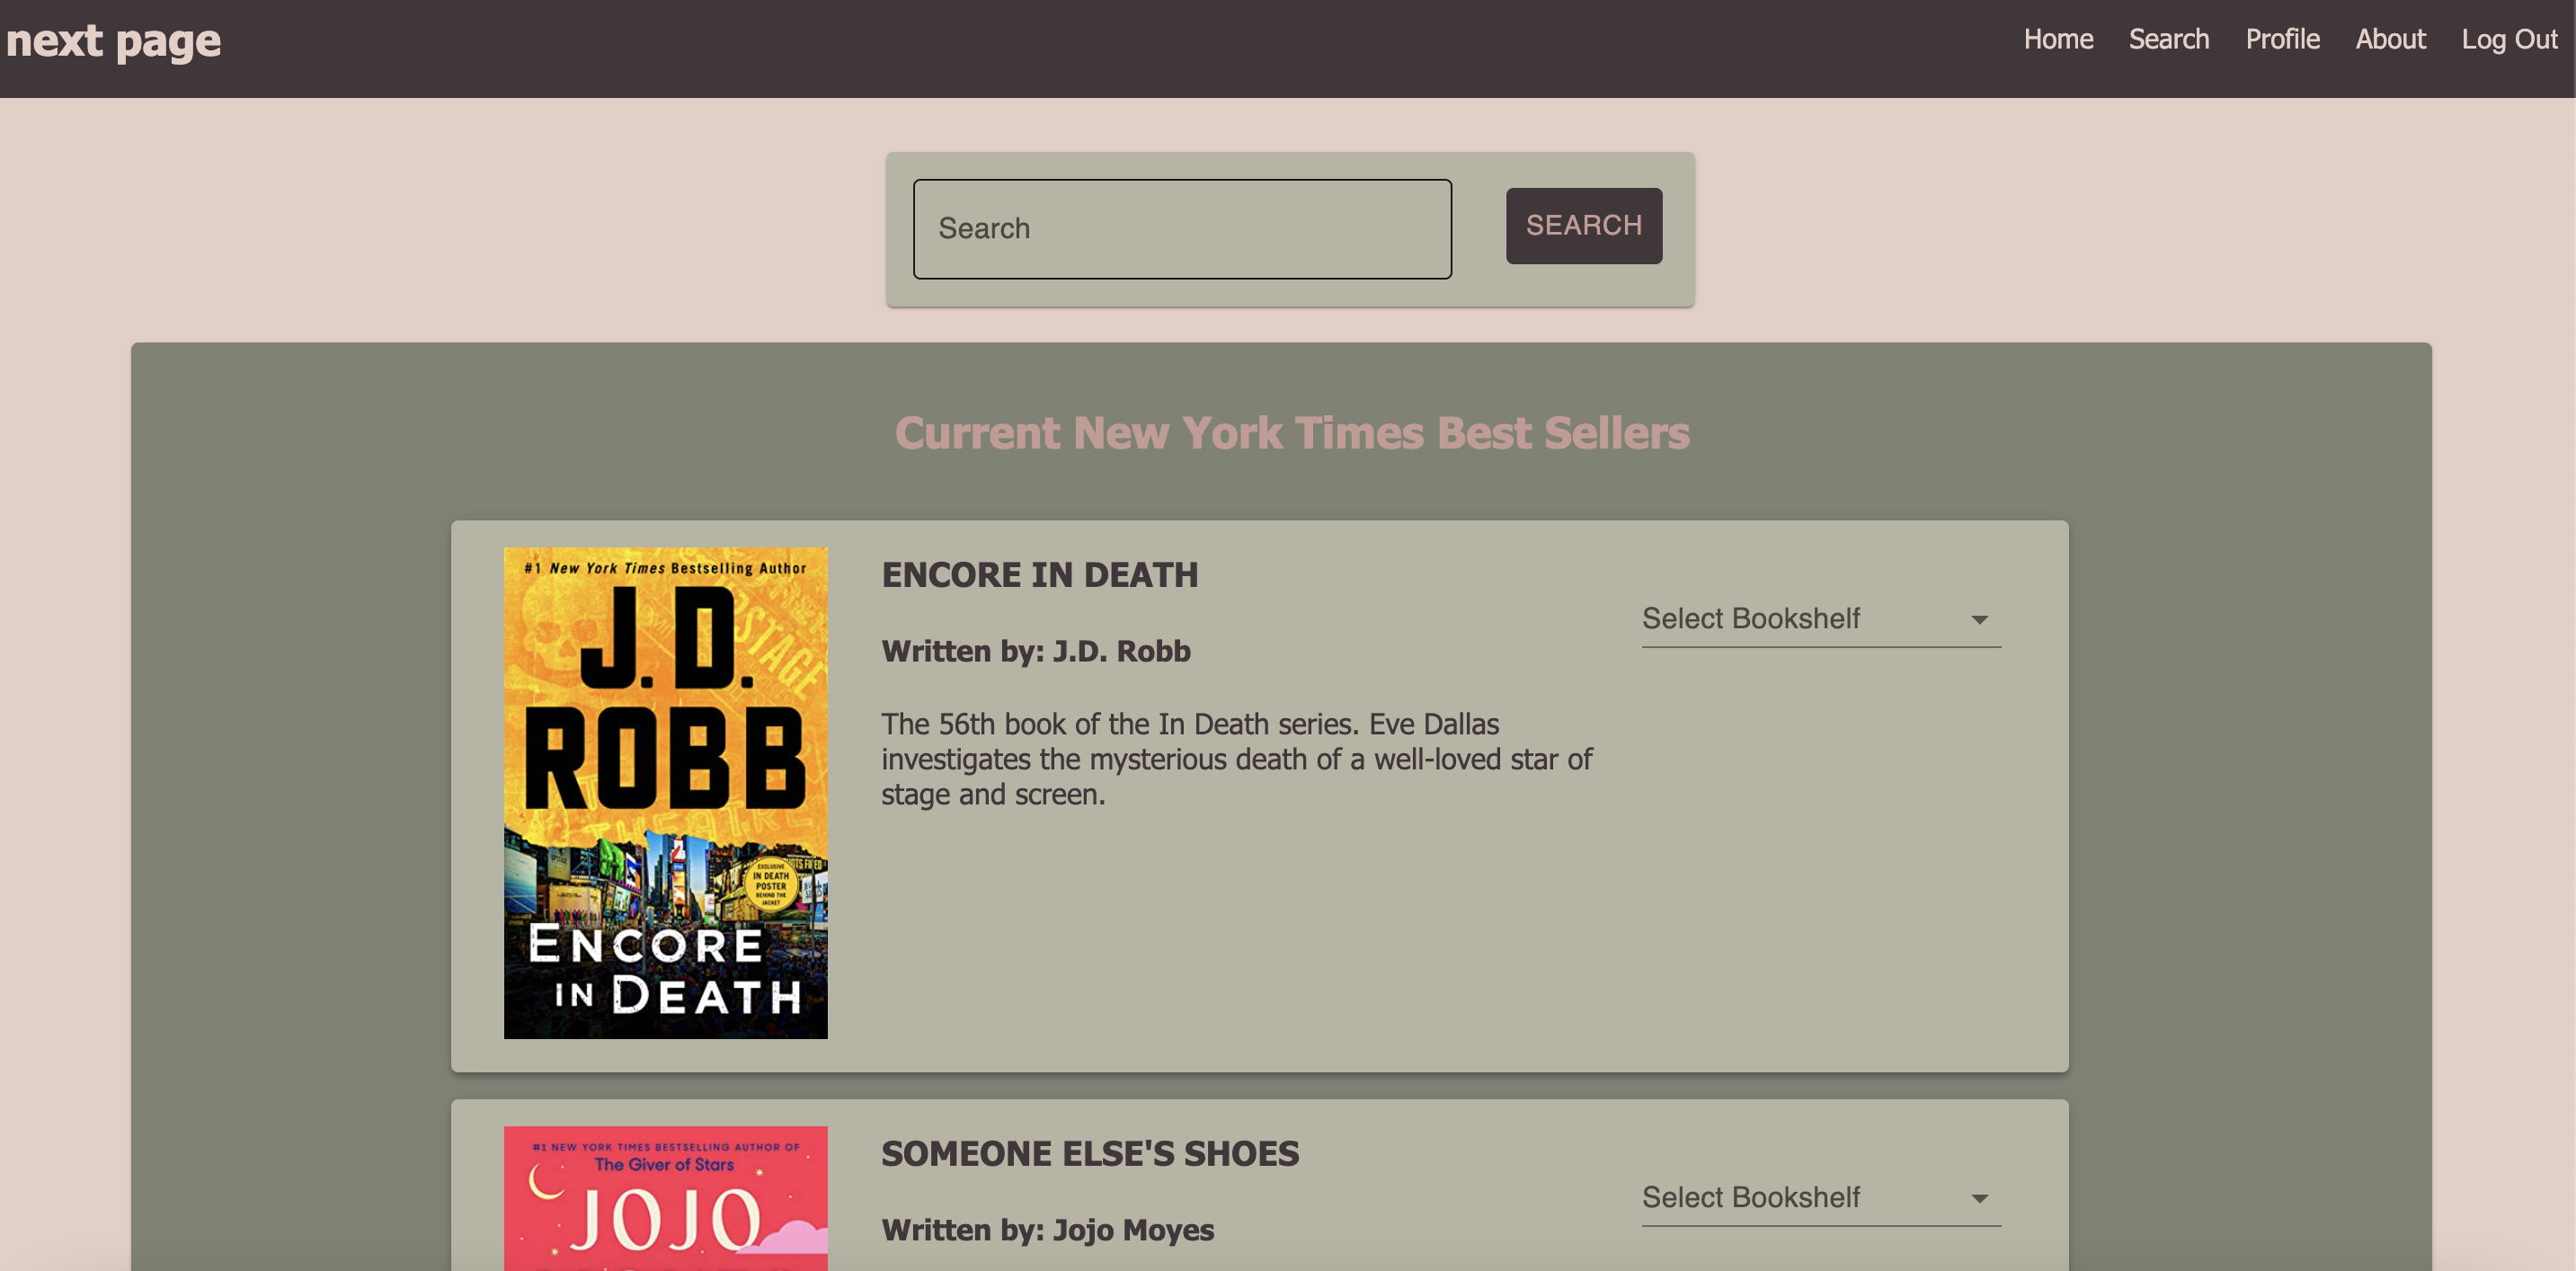 next page
Home Search Profile About Log Out
Search
SEARCH
Current New York Times Best Sellers
#1 New York Times Bestselling Author
J.D.
ROBB
EXCLUSIVE
IN DEATH
POSTER
BEHIND THE
JACKET
ENCORE
IN DEATH
ENCORE IN DEATH
Written by: J.D. Robb
The 56th book of the In Death series. Eve Dallas
investigates the mysterious death of a well-loved star of
stage and screen.
Select Bookshelf
#1 NEW YORK TIMES BESTSELLING AUTHOR OF
The Giver of Stars
JOJO
SOMEONE ELSE'S SHOES
Written by: Jojo Moyes
Select Bookshelf